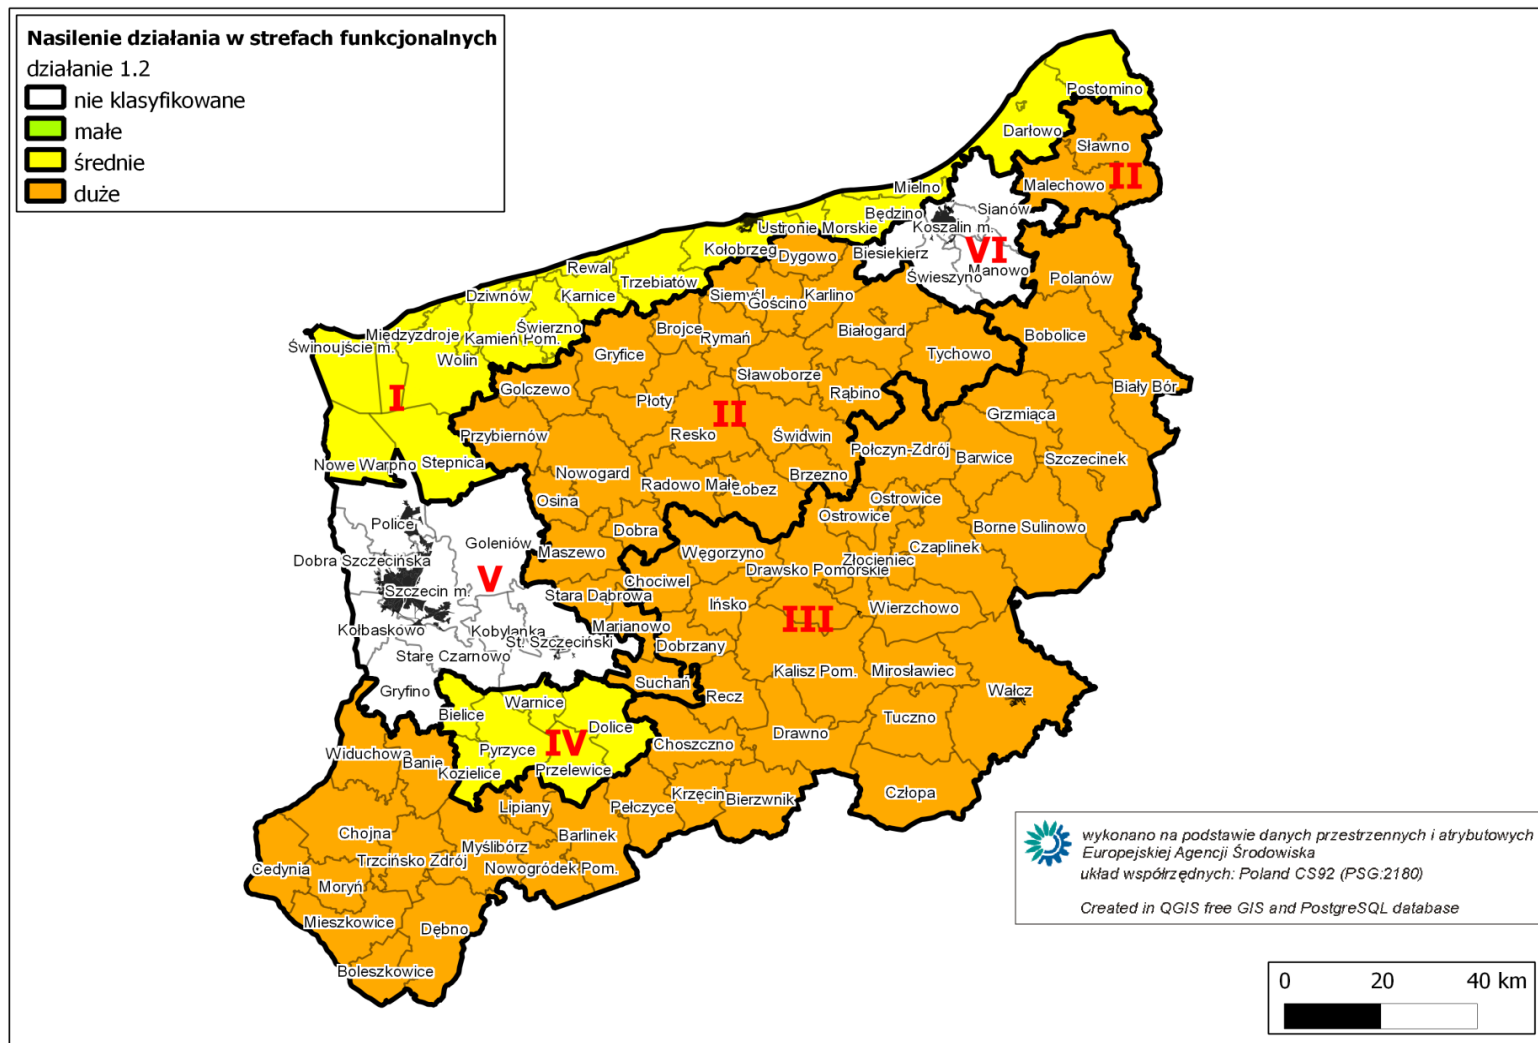 Nasilenie działania w strefach funkcjonalnych
działanie 1.2
nie klasyfikowane
małe
średnie
duże
Postomino
Darłowo
Sławno
II
Malechowo
Mielno
Będzino
Sianów
Ustronie Morskie
Koszalin m.
Kołobrzeg
Dygowo
Biesiekierz
VI
Manowo
Świeszyno
Rewal
Trzebiatów
Polanów
Dziwnów
Karnice
Siemyśl
Karlino
Gościno
Międzyzdroje
Świerzno
Kamień Pom.
Brojce
Rymań
Białogard
Bobolice
Świnoujście m.
Wolin
Gryfice
Tychowo
Sławoborze
I
Golczewo
Płoty
II
Rąbino
Biały Bór
Grzmiąca
Przybiernów
Resko
Świdwin
Połczyn-Zdrój
Barwice
Szczecinek
Nowe Warpno
Stepnica
Nowogard
Radowo Małe
Łobez
Brzezno
Osina
Ostrowice
Ostrowice
Borne Sulinowo
Police
Goleniów
Dobra
Czaplinek
Maszewo
Węgorzyno
Złocieniec
Drawsko Pomorskie
Dobra Szczecińska
V
Chociwel
Szczecin m.
Stara Dąbrowa
Ińsko
III
Wierzchowo
Kołbaskowo
Kobylanka
Marianowo
St. Szczeciński
Dobrzany
Stare Czarnowo
Kalisz Pom.
Mirosławiec
Gryfino
Suchań
Recz
Wałcz
Warnice
Bielice
Dolice
Tuczno
Pyrzyce
IV
Choszczno
Drawno
Widuchowa
Banie
Kozielice
Przelewice
Człopa
Krzęcin
Bierzwnik
Lipiany
Pełczyce
Chojna
Barlinek
Myślibórz
Cedynia
Trzcińsko Zdrój
Nowogródek Pom.
Moryń
Mieszkowice
Dębno
Boleszkowice
wykonano na podstawie danych przestrzennych i atrybutowych
Europejskiej Agencji Środowiska
układ współrzędnych: Poland CS92 (PSG:2180)
Created in QGIS free GIS and PostgreSQL database
0 20 40 km